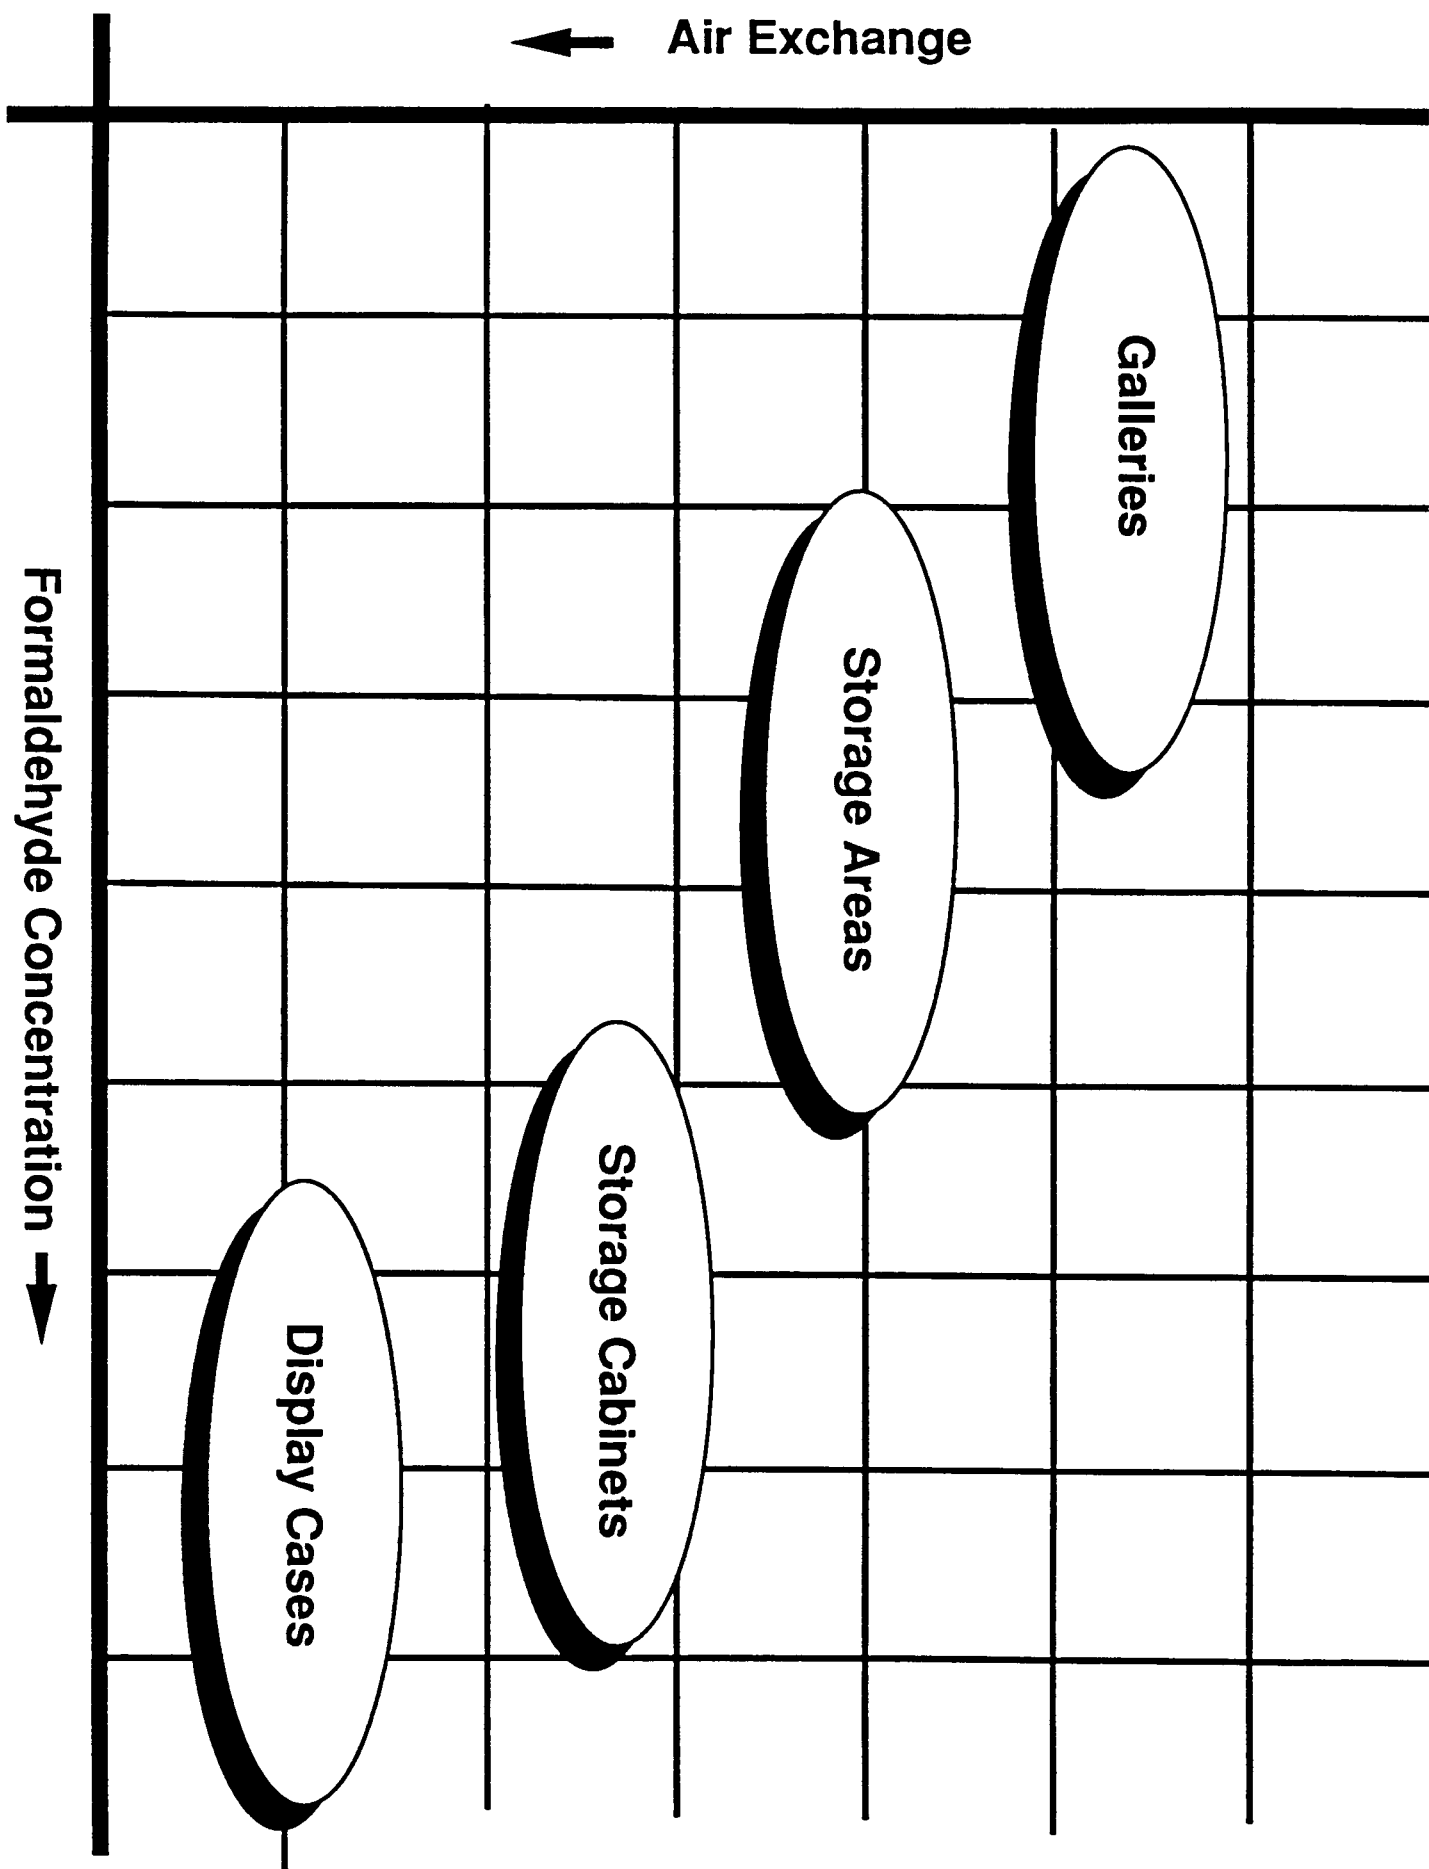 Air Exchange
Galleries
Storage Areas
Storage Cabinets
Display Cases
Formaldehyde Concentration